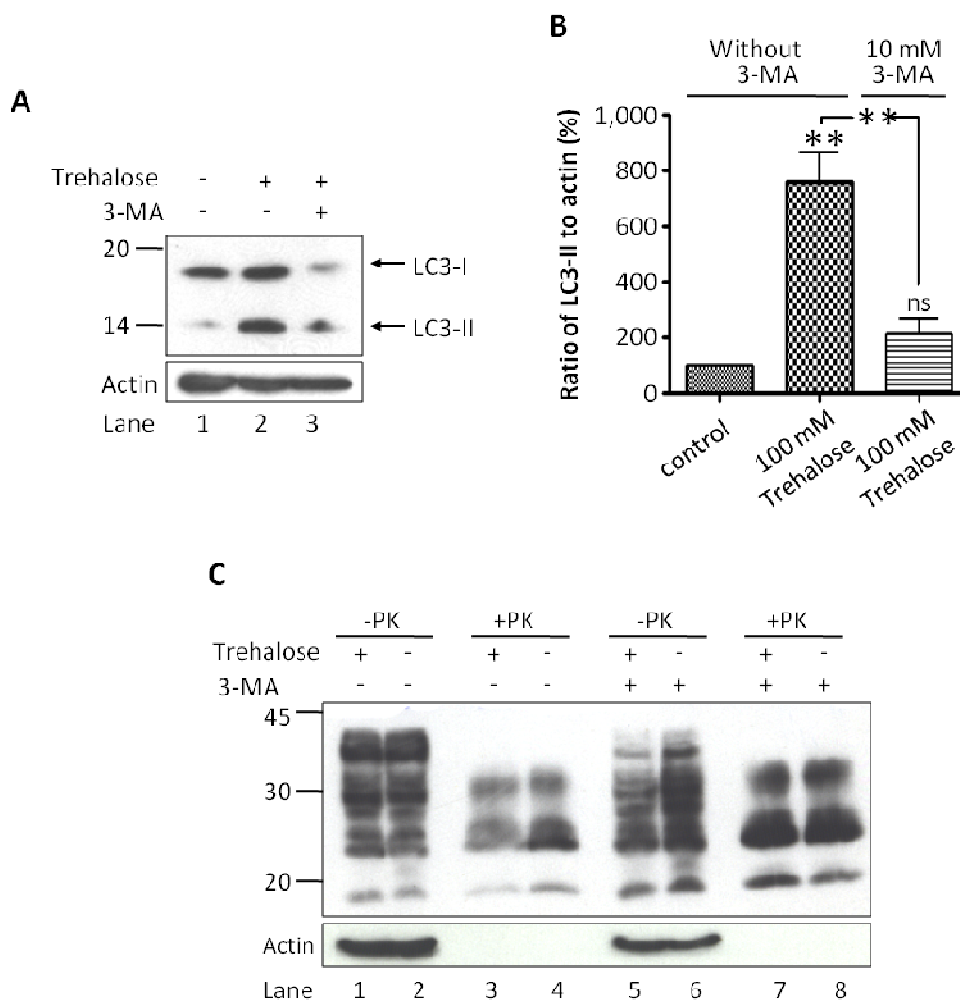 A
Trehalose - + +
3-MA - - +
20
LC3-I
14
LC3-II
Actin
Lane 1 2 3
B
Without 3-MA
10 mM 3-MA
Ratio of LC3-II to actin (%)
1,000
800
600
400
200
0
**
**
ns
control
100 mM Trehalose
100 mM Trehalose
C
-PK +PK -PK +PK
Trehalose + - + - + - + -
3-MA - - - - + + + +
45
30
20
Actin
Lane 1 2 3 4 5 6 7 8